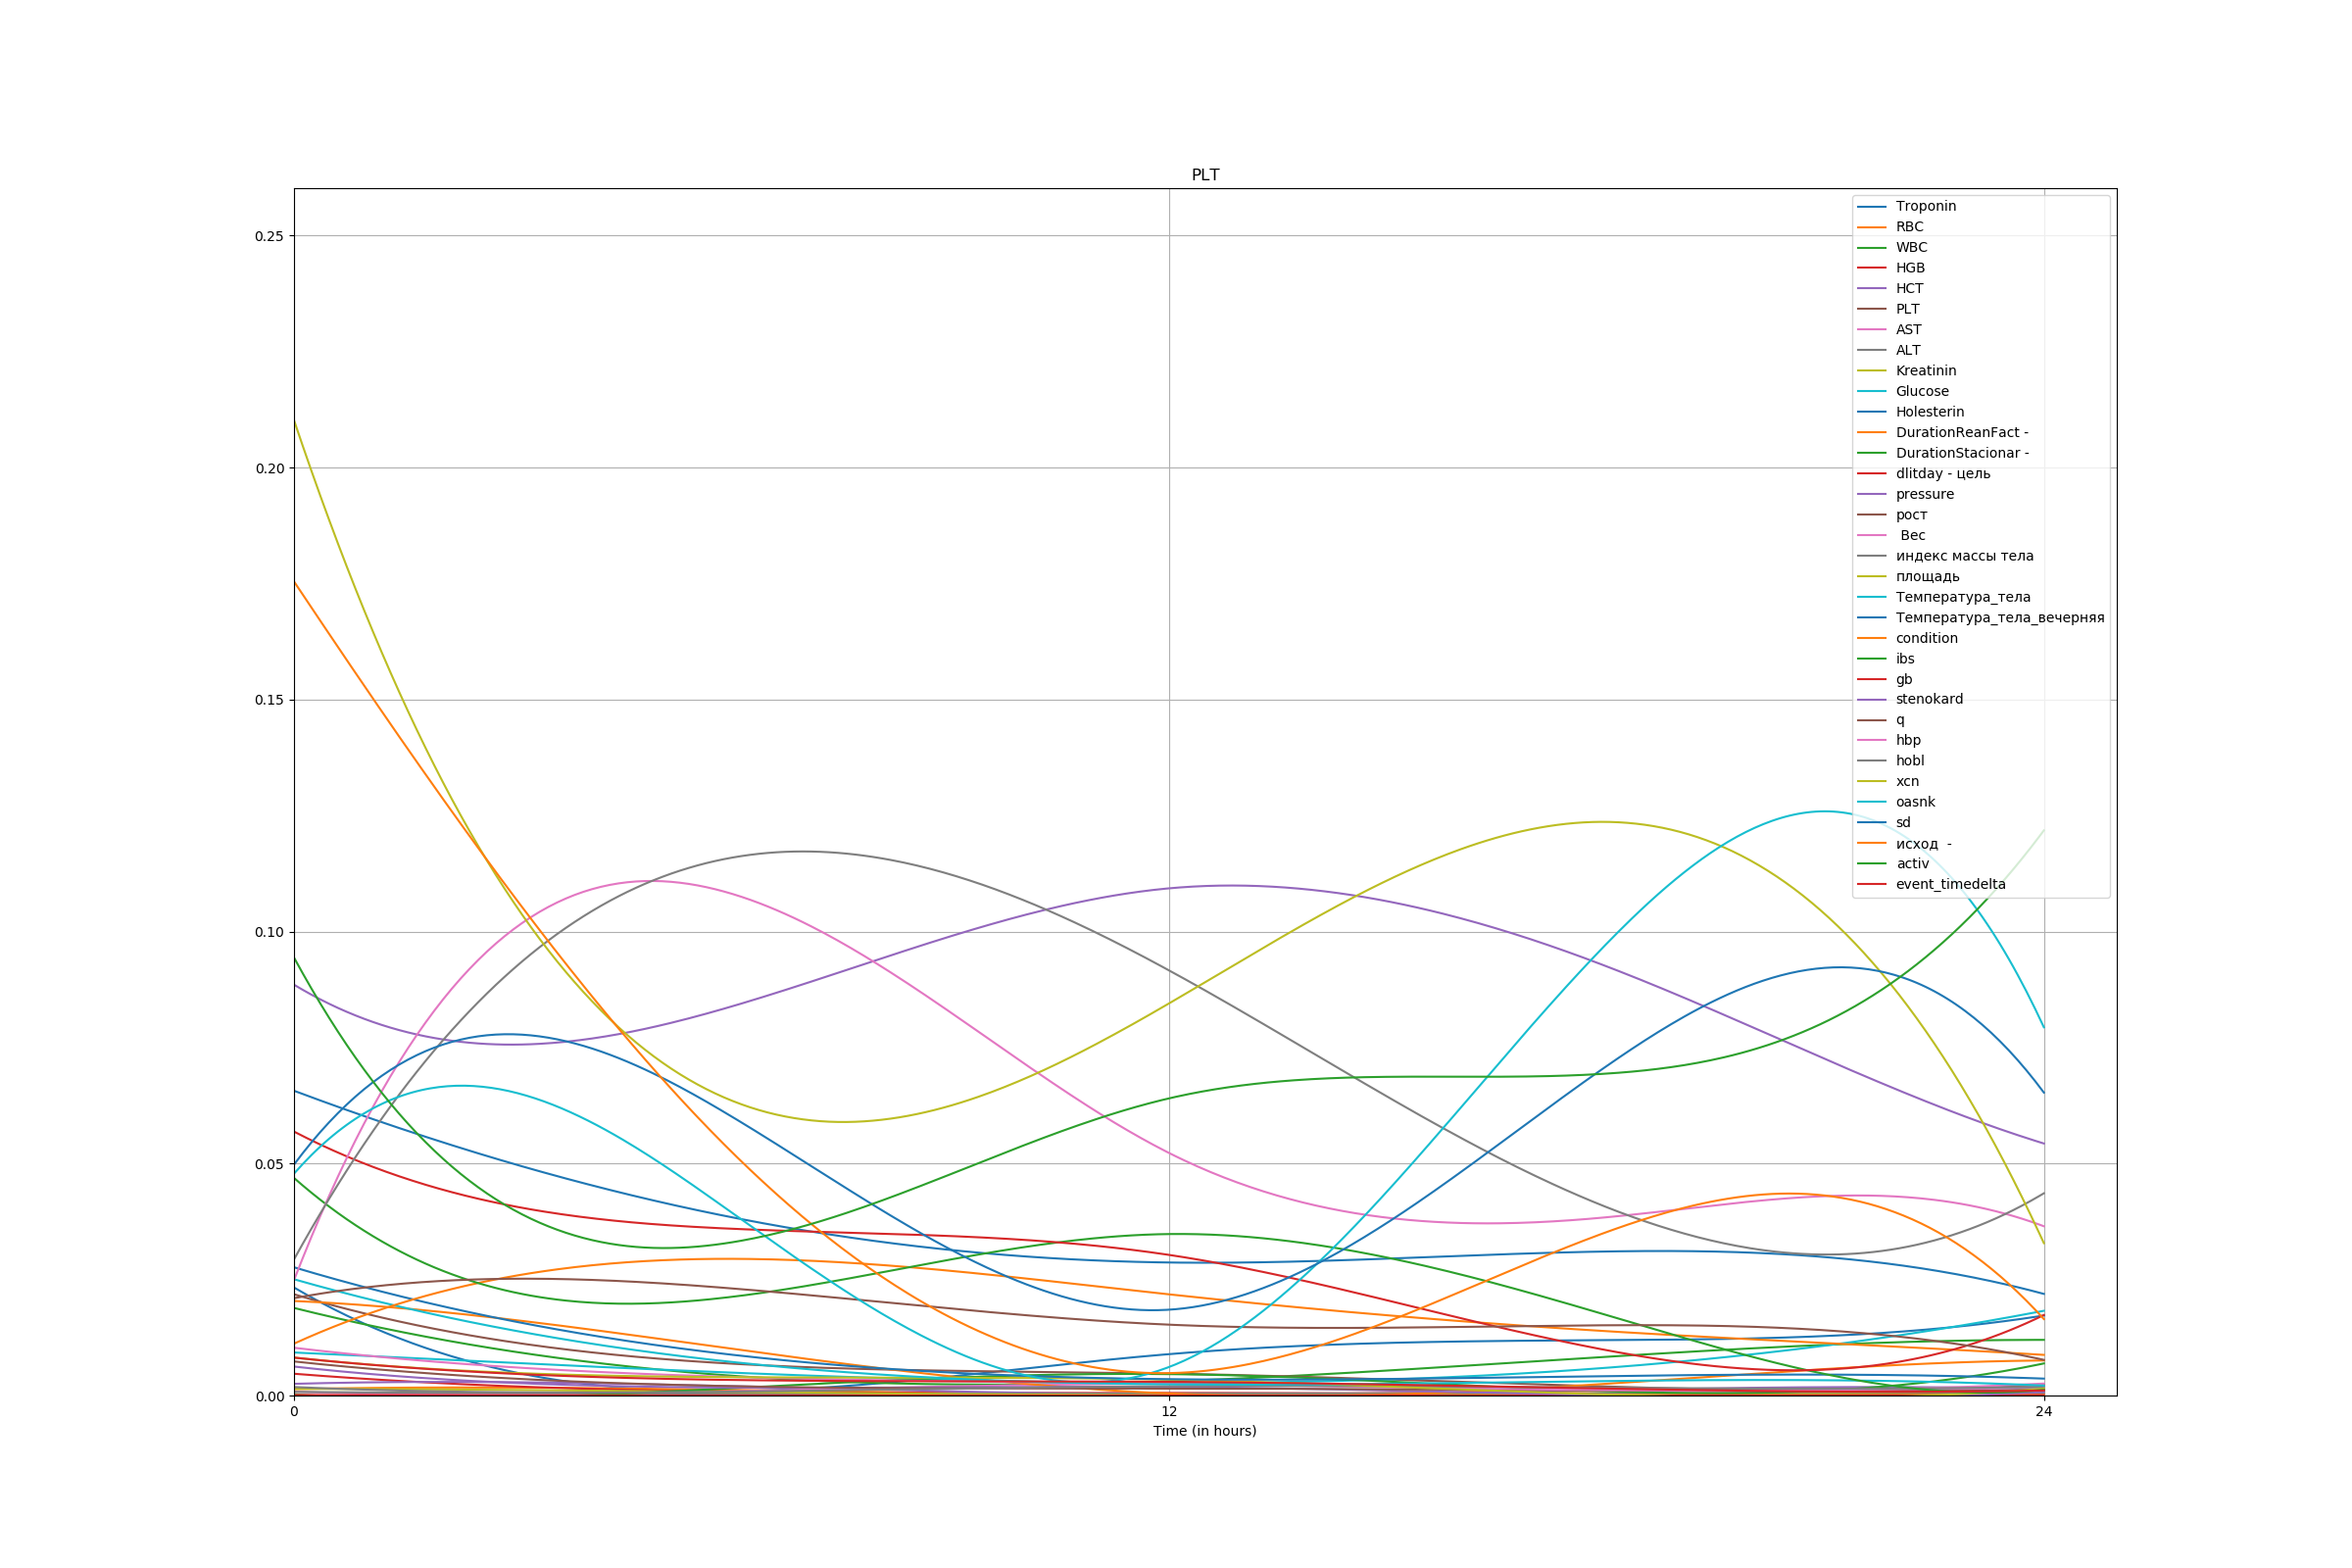 PLT
0.25
0.20
0.15
0.10
0.05
0.00
0
12
24
Time (in hours)
Troponin
RBC
WBC
HGB
HCT
PLT
AST
ALT
Kreatinin
Glucose
Holesterin
DurationReanFact -
DurationStacionar -
dlitday - цель
pressure
рост
Вес
индекс массы тела
площадь
Температура_тела
Температура_тела_вечерняя
condition
ibs
gb
stenokard
q
hbp
hobl
xcn
oasnk
sd
исход  -
activ
event_timedelta